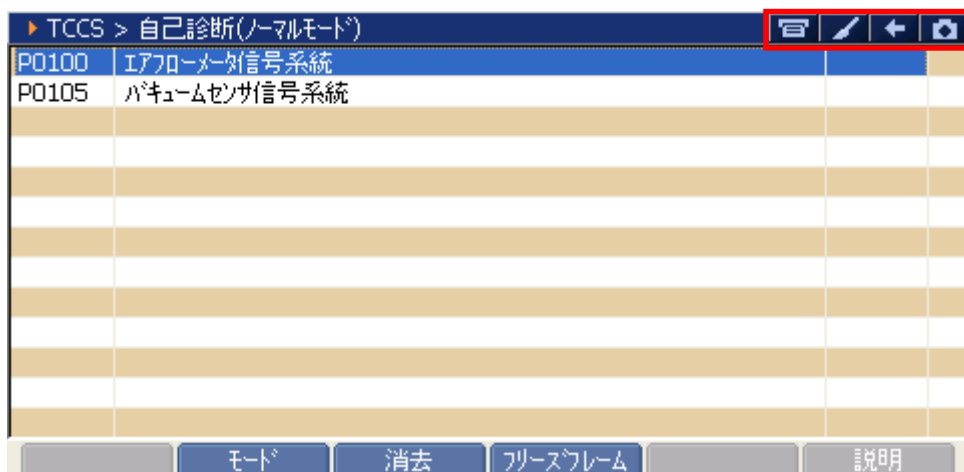 TCCS > 自己診断(ﾉｰﾏﾙﾓｰﾄﾞ)
P0100 ｴｱﾌﾛｰﾒｰﾀ信号系統
P0105 ﾊﾞｷｭｰﾑｾﾝｻ信号系統
ﾓｰﾄﾞ 消去 ﾌﾘｰｽﾞﾌﾚｰﾑ 説明